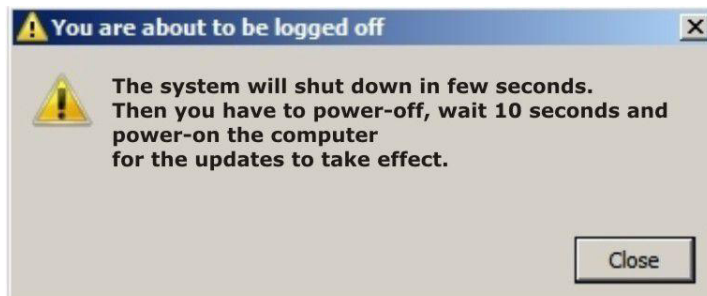 You are about to be logged off
The system will shut down in few seconds.
Then you have to power-off, wait 10 seconds and
power-on the computer
for the updates to take effect.
Close